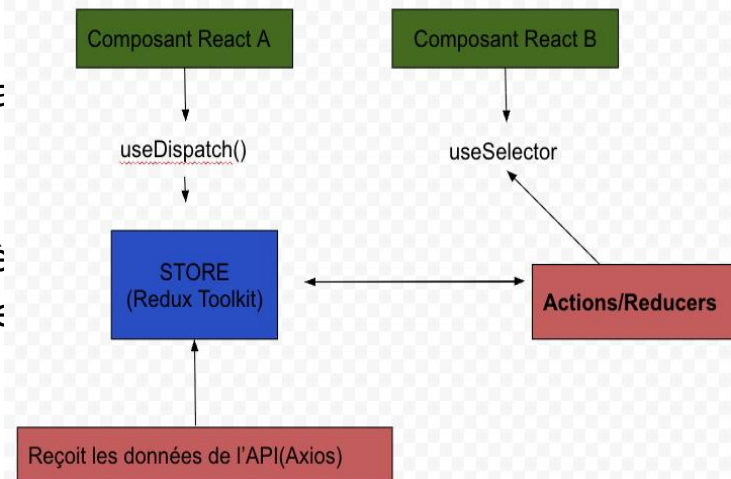 Composant React A
Composant React B
useDispatch()
useSelector
STORE
(Redux Toolkit)
Actions/Reducers
Reçoit les données de l'API(Axios)